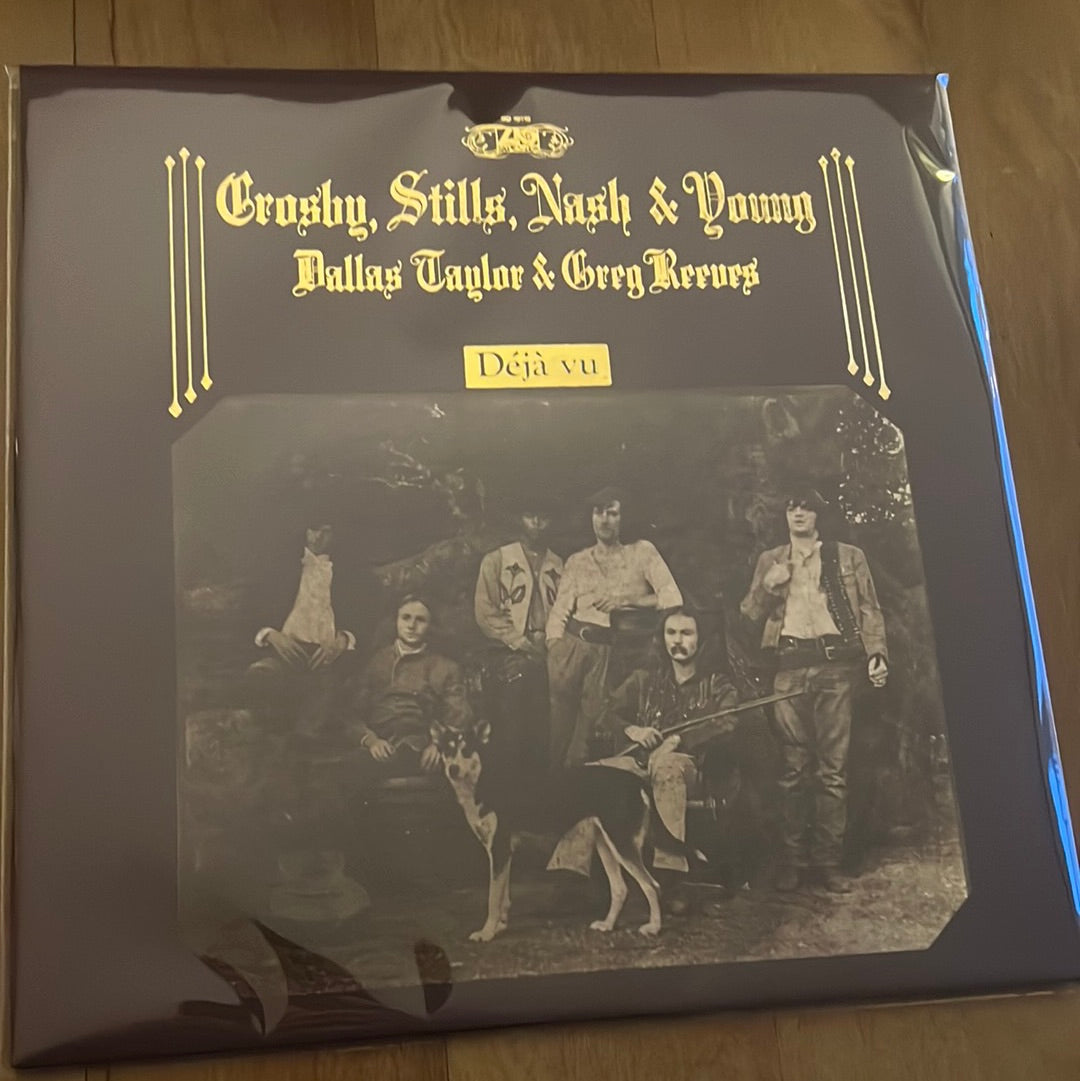 Crosby, Stills, Nash & Young
Dallas Taylor & Greg Reeves
Déjà vu